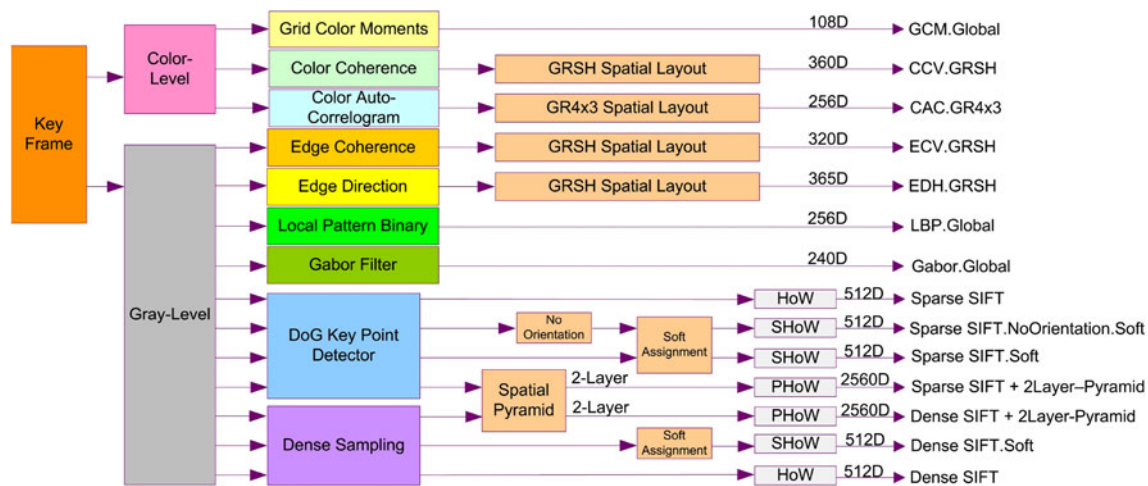 Key
Frame
Color-
Level
Gray-Level
Grid Color Moments
108D
GCM.Global
Color Coherence
GRSH Spatial Layout
360D
CCV.GRSH
Color Auto-
Correlogram
GR4x3 Spatial Layout
256D
CAC.GR4x3
Edge Coherence
GRSH Spatial Layout
320D
ECV.GRSH
Edge Direction
GRSH Spatial Layout
365D
EDH.GRSH
Local Pattern Binary
256D
LBP.Global
Gabor Filter
240D
Gabor.Global
DoG Key Point
Detector
HoW
512D
Sparse SIFT
No
Orientation
Soft
Assignment
SHoW
512D
Sparse SIFT.NoOrientation.Soft
SHoW
512D
Sparse SIFT.Soft
Spatial
Pyramid
2-Layer
PHoW
2560D
Sparse SIFT + 2Layer–Pyramid
2-Layer
PHoW
2560D
Dense SIFT + 2Layer-Pyramid
Dense Sampling
Soft
Assignment
SHoW
512D
Dense SIFT.Soft
HoW
512D
Dense SIFT